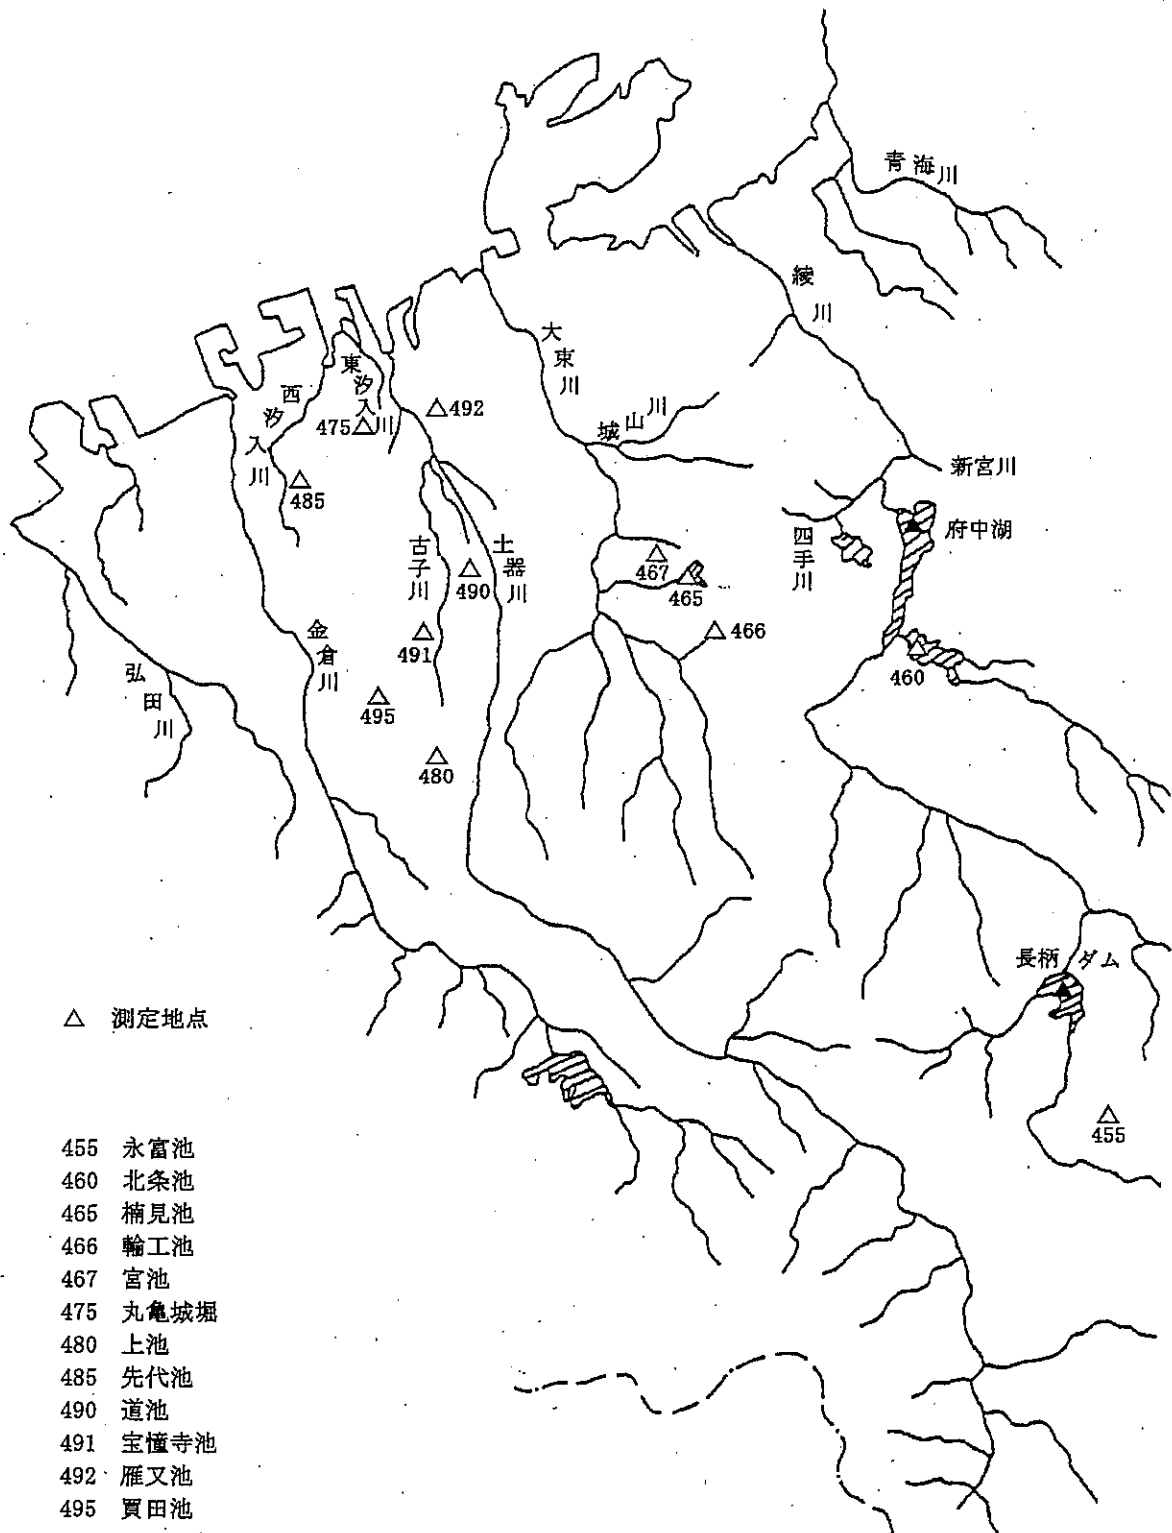 青海川
綾川
大東川
東汐入川
西汐入川
475
492
城山川
新宮川
485
府中湖
四手川
古子川
土器川
490
467
465
466
491
金倉川
460
弘田川
495
480
長柄ダム
△ 測定地点
455
455 永富池
460 北条池
465 楠見池
466 輪工池
467 宮池
475 丸亀城堀
480 上池
485 先代池
490 道池
491 宝憧寺池
492 雁又池
495 買田池